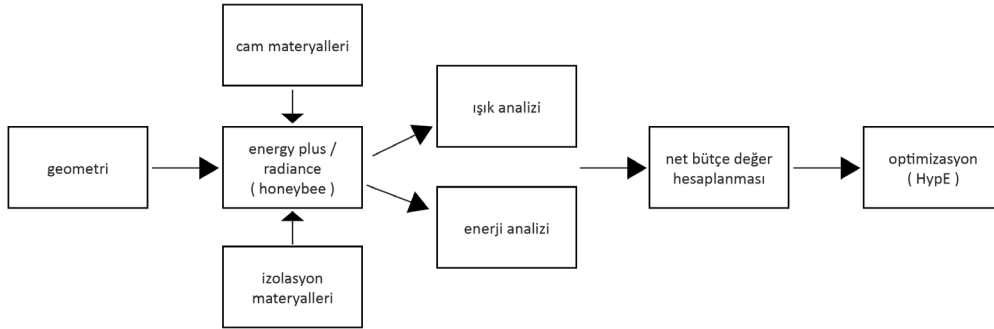 geometri
cam materyalleri
energy plus /
radiance
( honeybee )
izolasyon
materyalleri
ışık analizi
enerji analizi
net bütçe değer
hesaplanması
optimizasyon
( HypE )